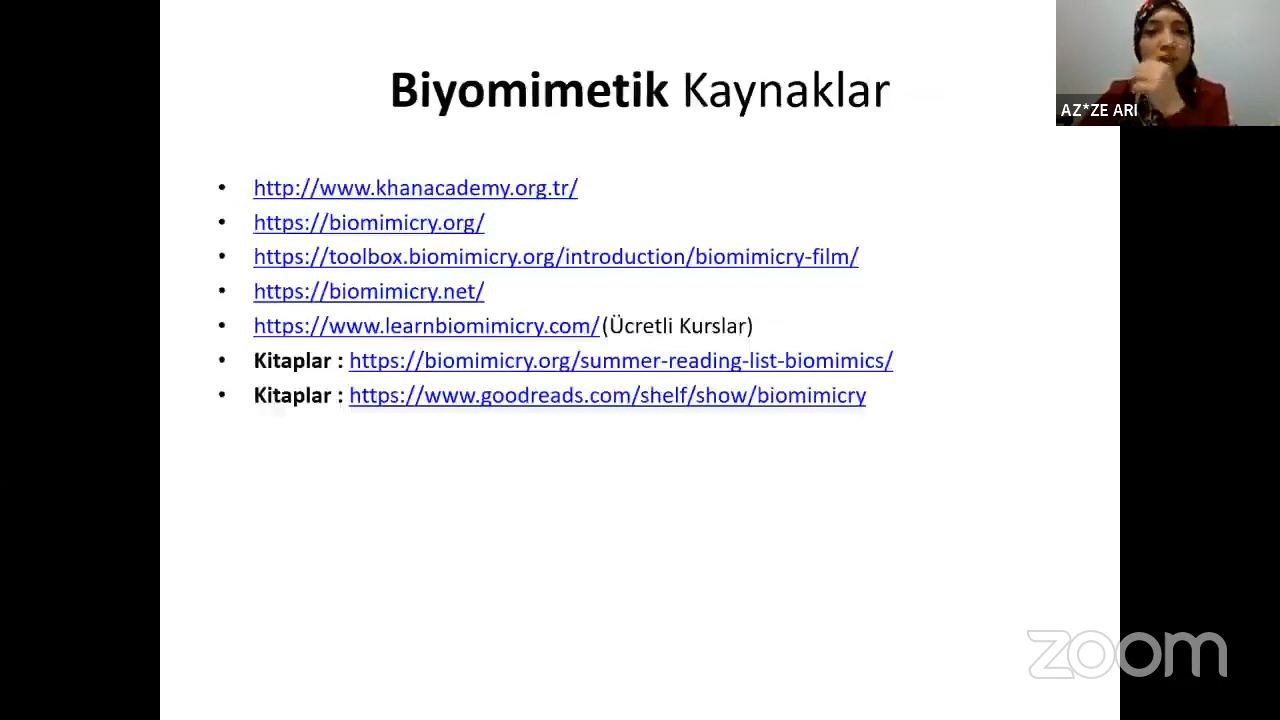 Biyomimetik Kaynaklar
AZ*ZE ARI
• http://www.khanacademy.org.tr/
• https://biomimicry.org/
• https://toolbox.biomimicry.org/introduction/biomimicry-film/
• https://biomimicry.net/
• https://www.learnbiomimicry.com/(Ücretli Kurslar)
• Kitaplar : https://biomimicry.org/summer-reading-list-biomimics/
• Kitaplar : https://www.goodreads.com/shelf/show/biomimicry
zoom